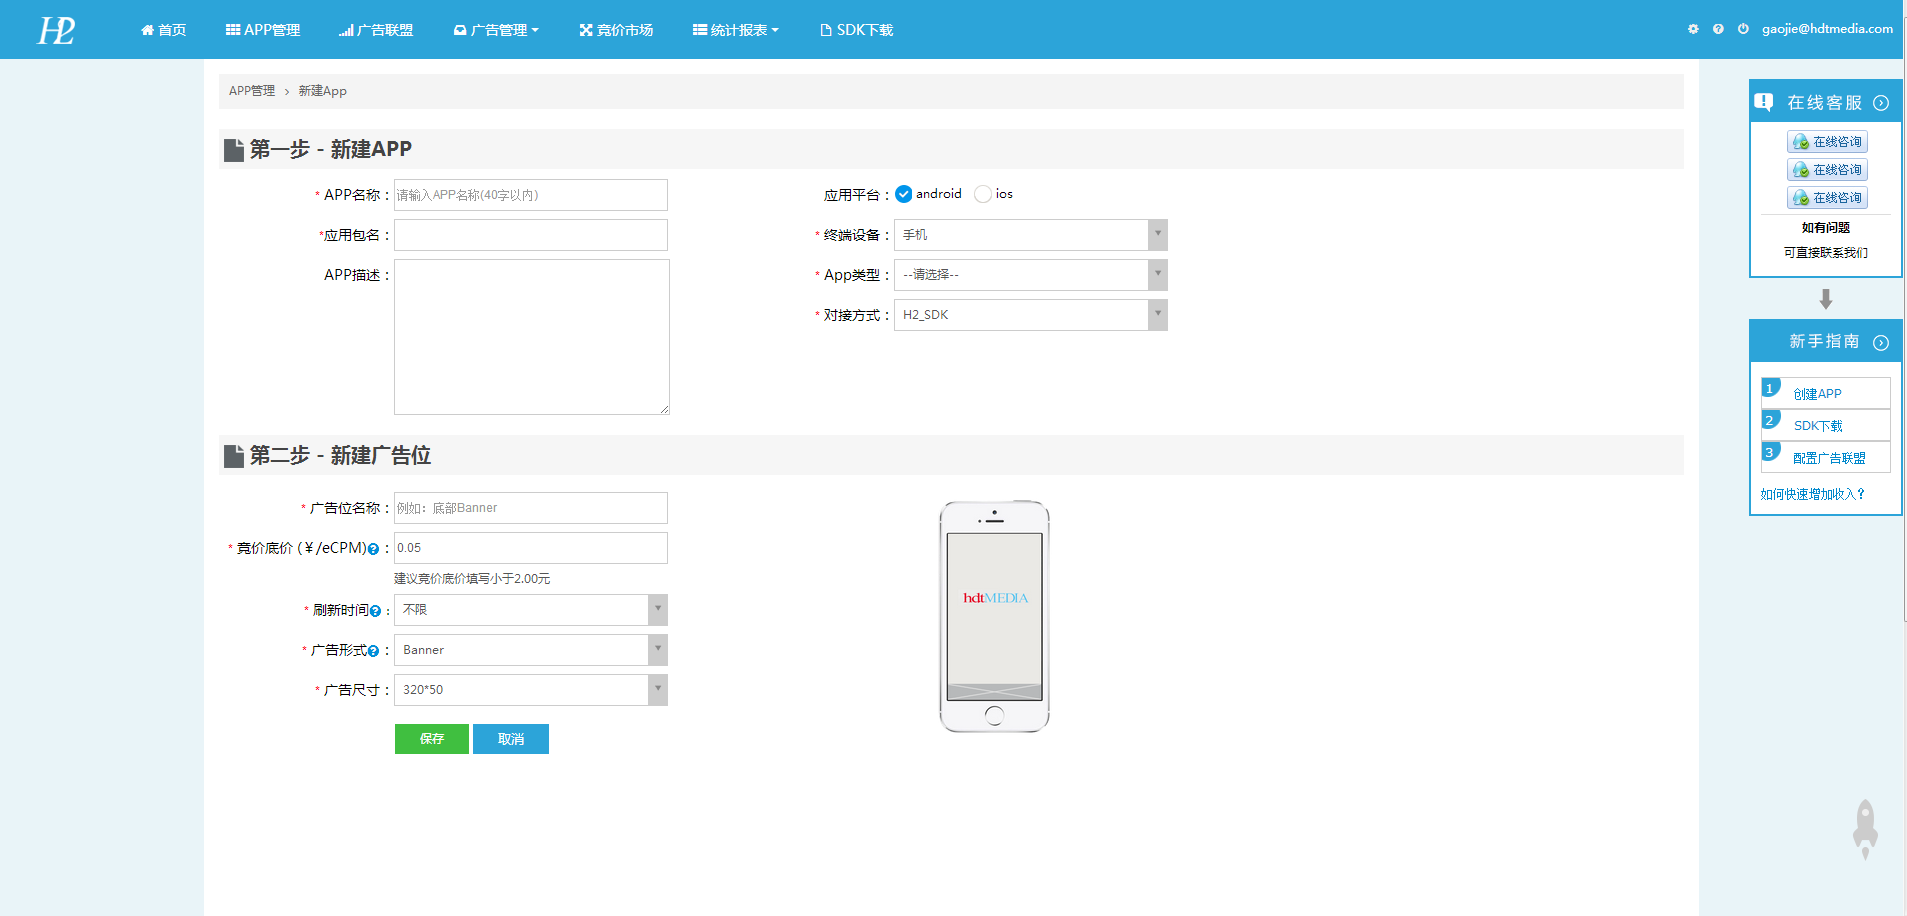 H2 首页 APP管理 广告联盟 广告管理 竞价市场 统计报表 SDK下载 gaojie@hdtmedia.com
APP管理 > 新建App
第一步 - 新建APP
* APP名称： 请输入APP名称(40字以内)
应用平台： android ios
*应用包名：
* 终端设备： 手机
APP描述：
* App类型： --请选择--
* 对接方式： H2_SDK
第二步 - 新建广告位
* 广告位名称： 例如：底部Banner
* 竞价底价 (￥/eCPM)： 0.05
建议竞价底价填写小于2.00元
* 刷新时间： 不限
* 广告形式： Banner
* 广告尺寸： 320*50
保存 取消
hdtMEDIA
在线客服
在线咨询
在线咨询
在线咨询
如有问题
可直接联系我们
新手指南
1 创建APP
2 SDK下载
3 配置广告联盟
如何快速增加收入？